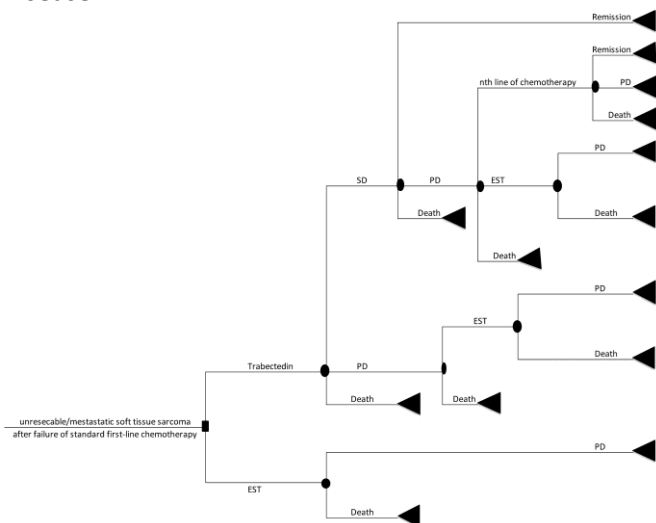 Remission
Remission
nth line of chemotherapy
PD
Death
PD
SD
PD
EST
Death
Death
Death
PD
EST
Death
Trabectedin
PD
Death
Death
unresecable/mestastatic soft tissue sarcoma
after failure of standard first-line chemotherapy
PD
EST
Death